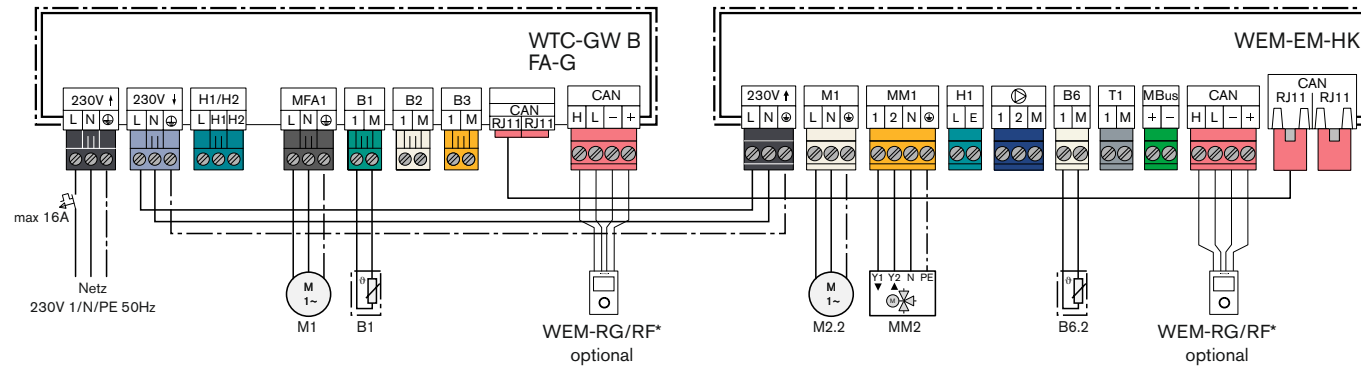 WTC-GW B
FA-G
WEM-EM-HK
230V 230V H1/H2 MFA1 B1 B2 B3 CAN CAN
L N L N L H1 H2 L N 1 M 1 M 1 M RJ11 RJ11 H L − +
230V M1 MM1 H1 B6 T1 MBus CAN CAN
RJ11 RJ11
L N L N 1 2 N L E 1 2 M 1 M 1 M + − H L − +
max 16A
Netz
230V 1/N/PE 50Hz
M
1~
M1
ϑ
B1
WEM-RG/RF*
optional
M
1~
M2.2
Y1 Y2 N PE
M
MM2
ϑ
B6.2
WEM-RG/RF*
optional